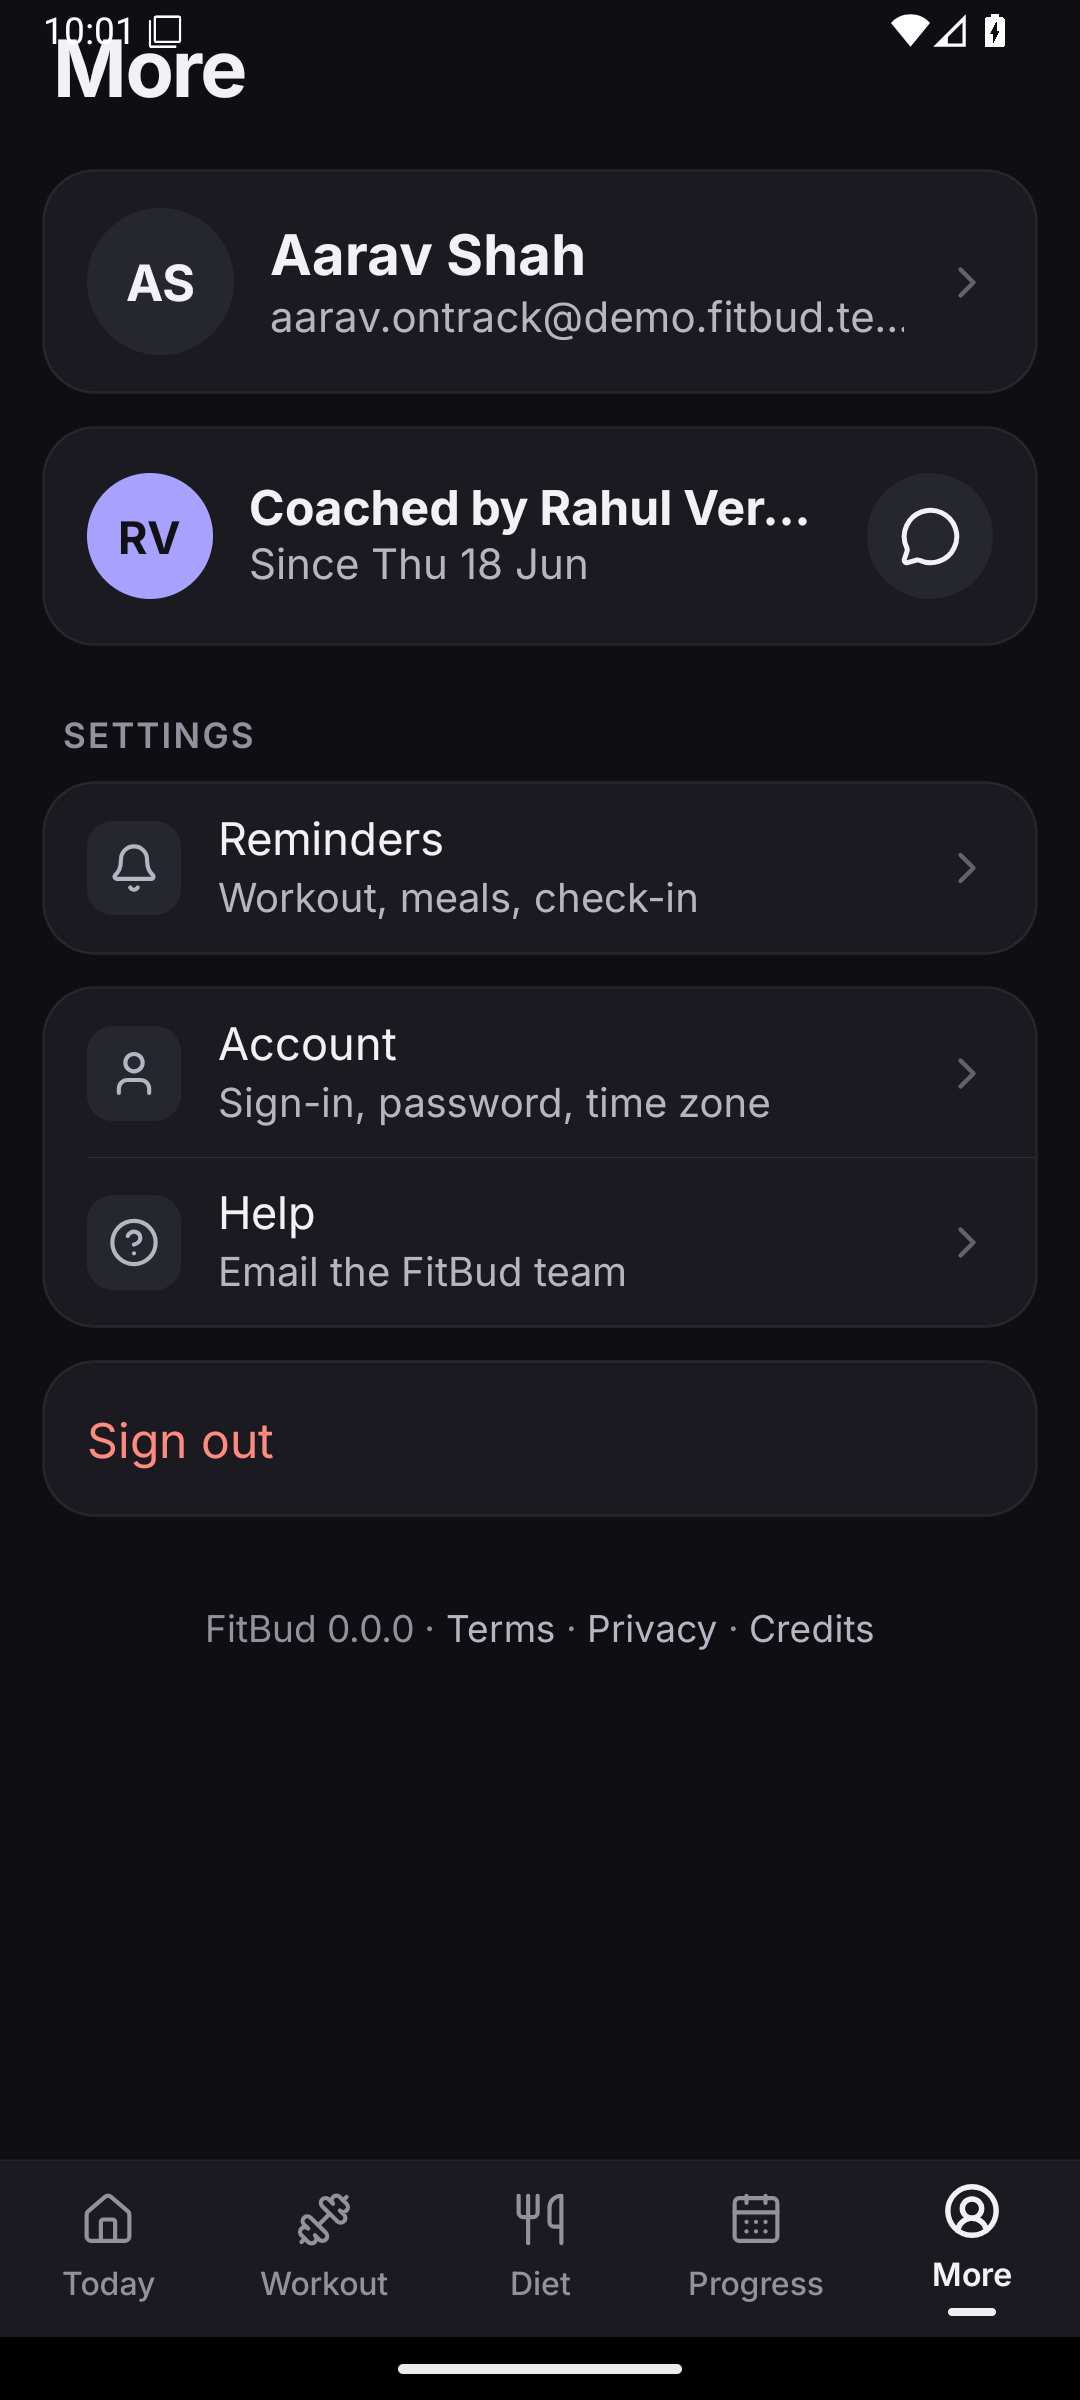 10:01
More
AS
Aarav Shah
aarav.ontrack@demo.fitbud.te...
RV
Coached by Rahul Ver...
Since Thu 18 Jun
SETTINGS
Reminders
Workout, meals, check-in
Account
Sign-in, password, time zone
Help
Email the FitBud team
Sign out
FitBud 0.0.0 · Terms · Privacy · Credits
Today Workout Diet Progress More